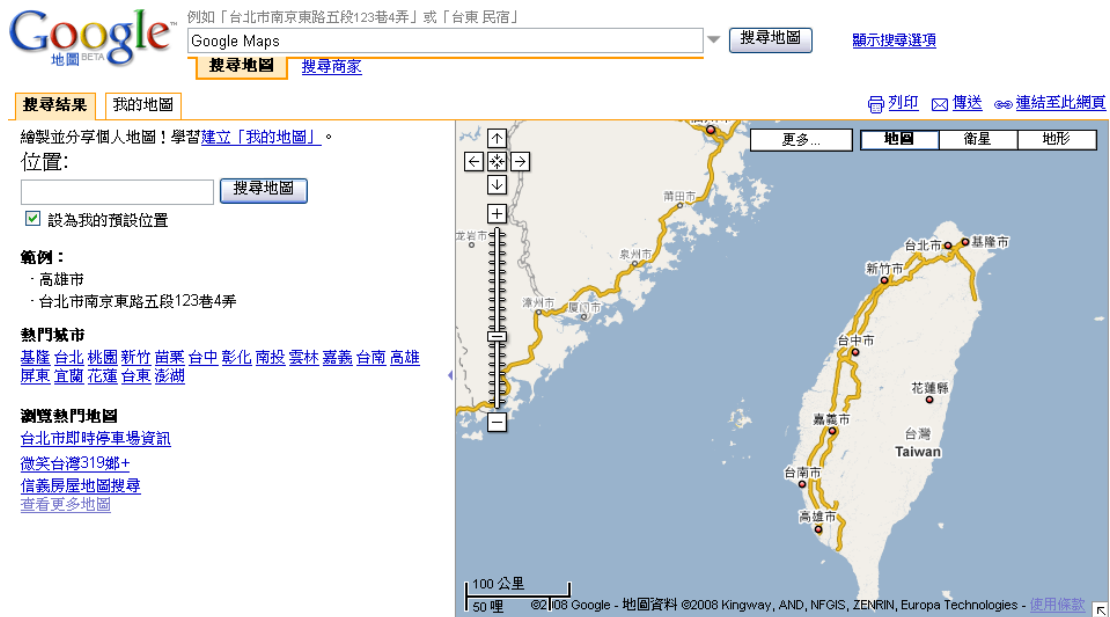 Google™
地圖 BETA
例如「台北市南京東路五段123巷4弄」或「台東 民宿」
Google Maps
搜尋地圖
顯示搜尋選項
搜尋地圖 搜尋商家
搜尋結果 我的地圖
列印 傳送 連結至此網頁
繪製並分享個人地圖！學習建立「我的地圖」。
位置:
搜尋地圖
設為我的預設位置
範例：
· 高雄市
· 台北市南京東路五段123巷4弄
熱門城市
基隆 台北 桃園 新竹 苗栗 台中 彰化 南投 雲林 嘉義 台南 高雄
屏東 宜蘭 花蓮 台東 澎湖
瀏覽熱門地圖
台北市即時停車場資訊
微笑台灣319鄉+
信義房屋地圖搜尋
查看更多地圖
更多... 地圖 衛星 地形
莆田市
龙岩市
泉州市
漳州市
厦门市
台北市
基隆市
新竹市
台中市
花蓮縣
嘉義市
台灣
Taiwan
台南市
高雄市
100 公里
50 哩
©2008 Google - 地圖資料 ©2008 Kingway, AND, NFGIS, ZENRIN, Europa Technologies - 使用條款